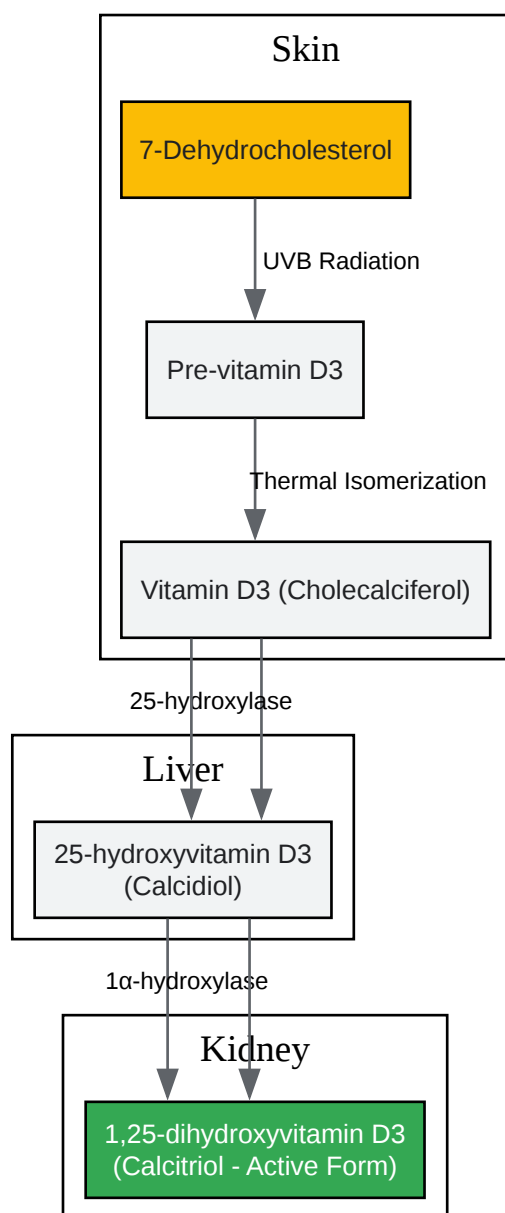 Skin
7-Dehydrocholesterol
UVB Radiation
Pre-vitamin D3
Thermal Isomerization
Vitamin D3 (Cholecalciferol)
25-hydroxylase
Liver
25-hydroxyvitamin D3
(Calcidiol)
1α-hydroxylase
Kidney
1,25-dihydroxyvitamin D3
(Calcitriol - Active Form)